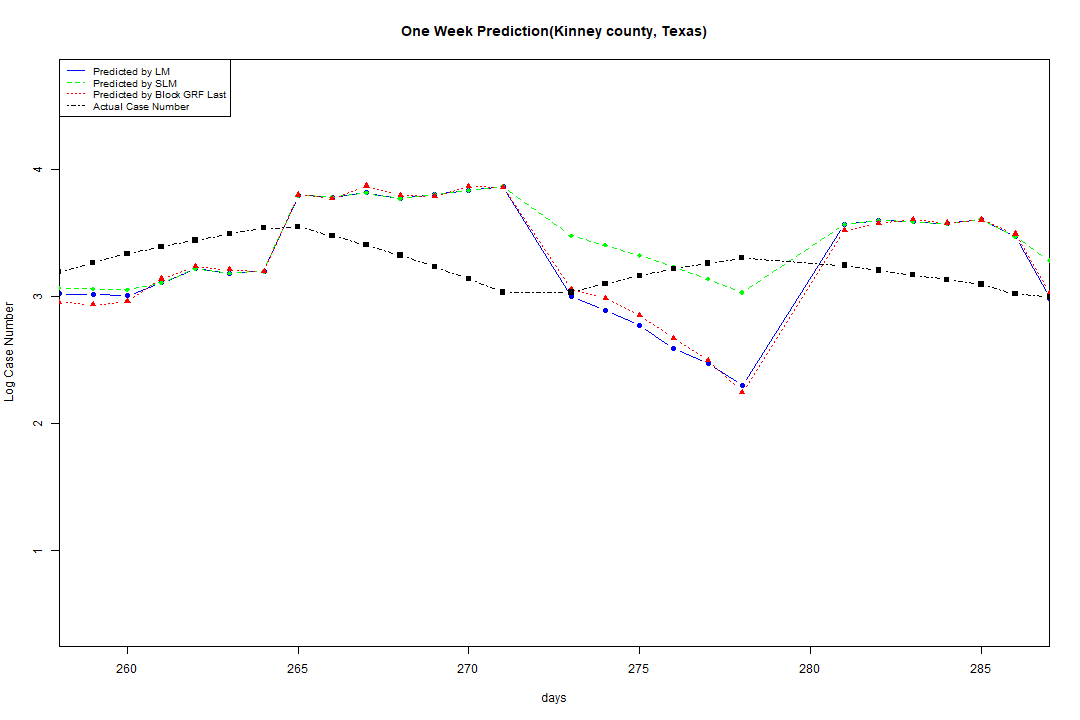 One Week Prediction(Kinney county, Texas)
Predicted by LM
Predicted by SLM
Predicted by Block GRF Last
Actual Case Number
4
3
2
1
Log Case Number
260 265 270 275 280 285
days